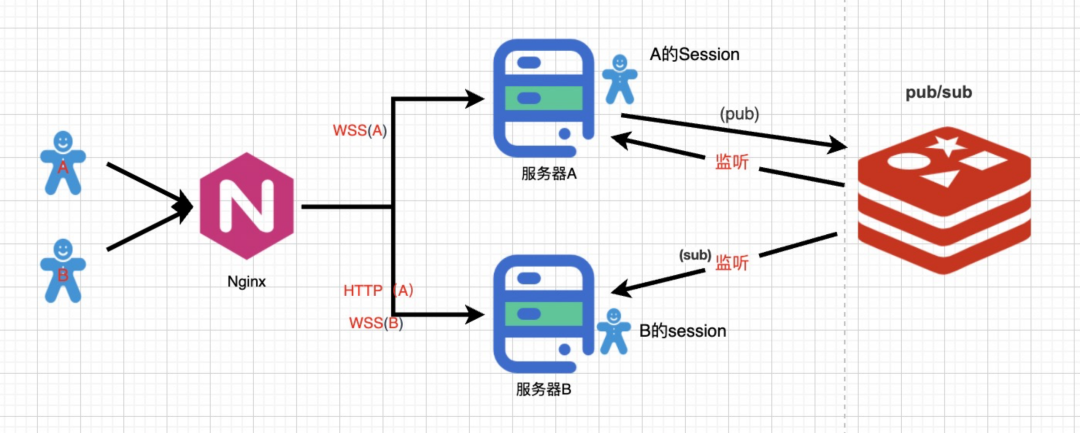 A
B
N
Nginx
WSS(A)
HTTP（A）
WSS(B)
A的Session
服务器A
(pub)
监听
(sub) 监听
B的session
服务器B
pub/sub